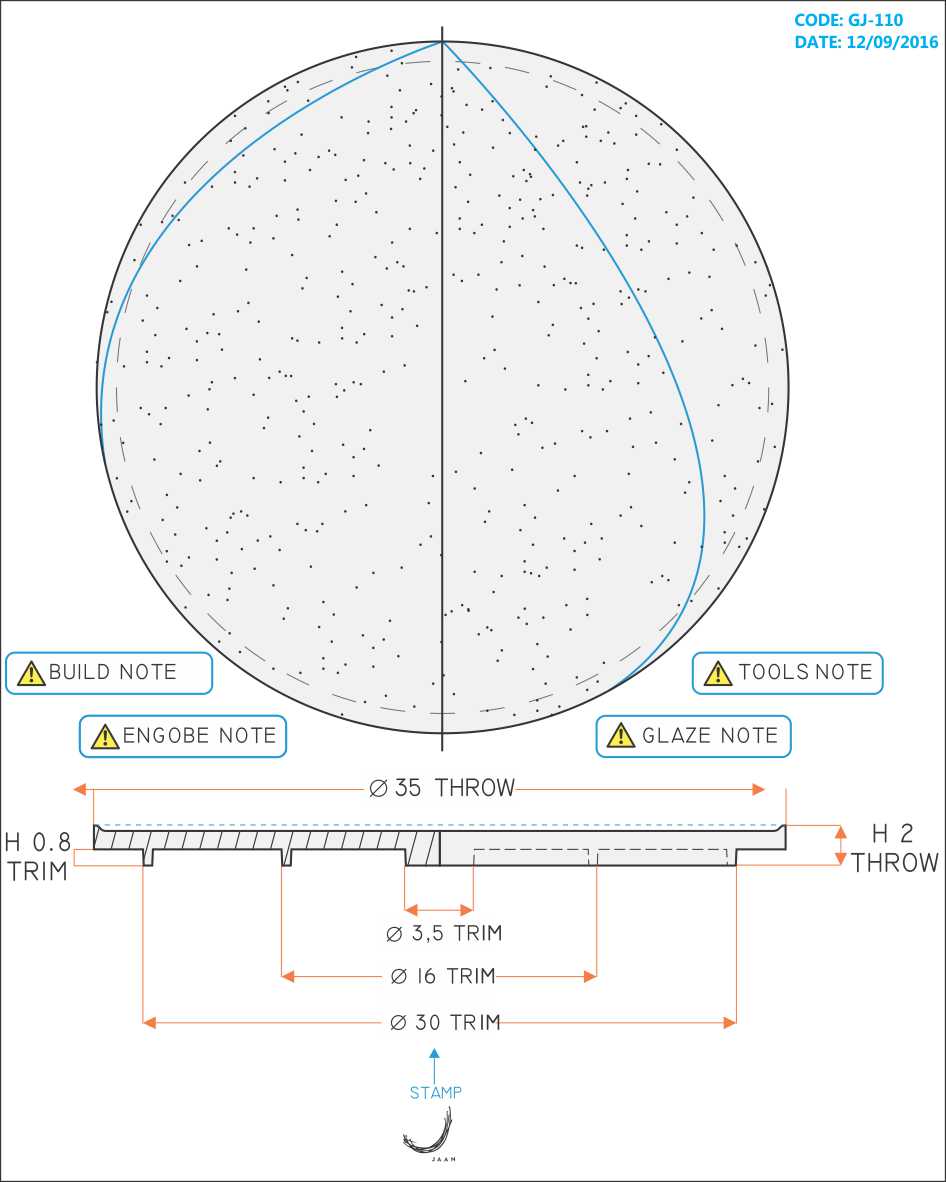 CODE: GJ-110
DATE: 12/09/2016
BUILD NOTE
TOOLS NOTE
ENGOBE NOTE
GLAZE NOTE
Ø 35 THROW
H 0.8
TRIM
H 2
THROW
Ø 3,5 TRIM
Ø 16 TRIM
Ø 30 TRIM
STAMP
JAAN